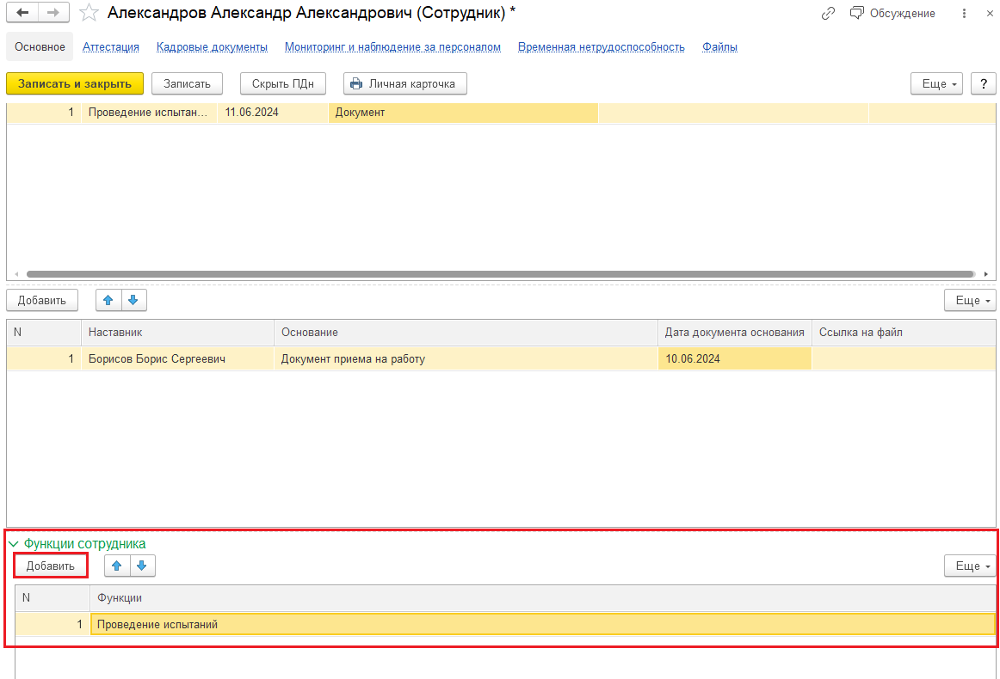 Александров Александр Александрович (Сотрудник) * Обсуждение
Основное Аттестация Кадровые документы Мониторинг и наблюдение за персоналом Временная нетрудоспособность Файлы
Записать и закрыть Записать Скрыть ПДн Личная карточка Еще ?
1 Проведение испытан... 11.06.2024 Документ
Добавить Еще
N Наставник Основание Дата документа основания Ссылка на файл
1 Борисов Борис Сергеевич Документ приема на работу 10.06.2024
Функции сотрудника
Добавить Еще
N Функции
1 Проведение испытаний